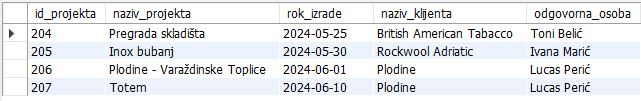 id_projekta naziv_projekta rok_izrade naziv_klijenta odgovorna_osoba
204 Pregrada skladišta 2024-05-25 British American Tobacco Toni Belić
205 Inox bubanj 2024-05-30 Rockwool Adriatic Ivana Marić
206 Plodine - Varaždinske Toplice 2024-06-01 Plodine Lucas Perić
207 Totem 2024-06-10 Plodine Lucas Perić